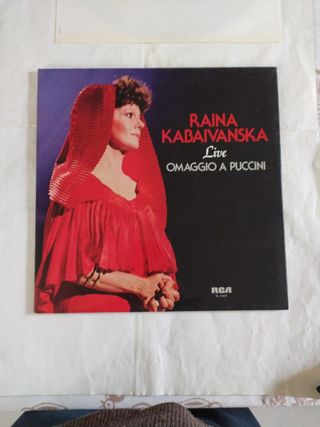 RAINA
KABAIVANSKA
Live
OMAGGIO A PUCCINI
RCA